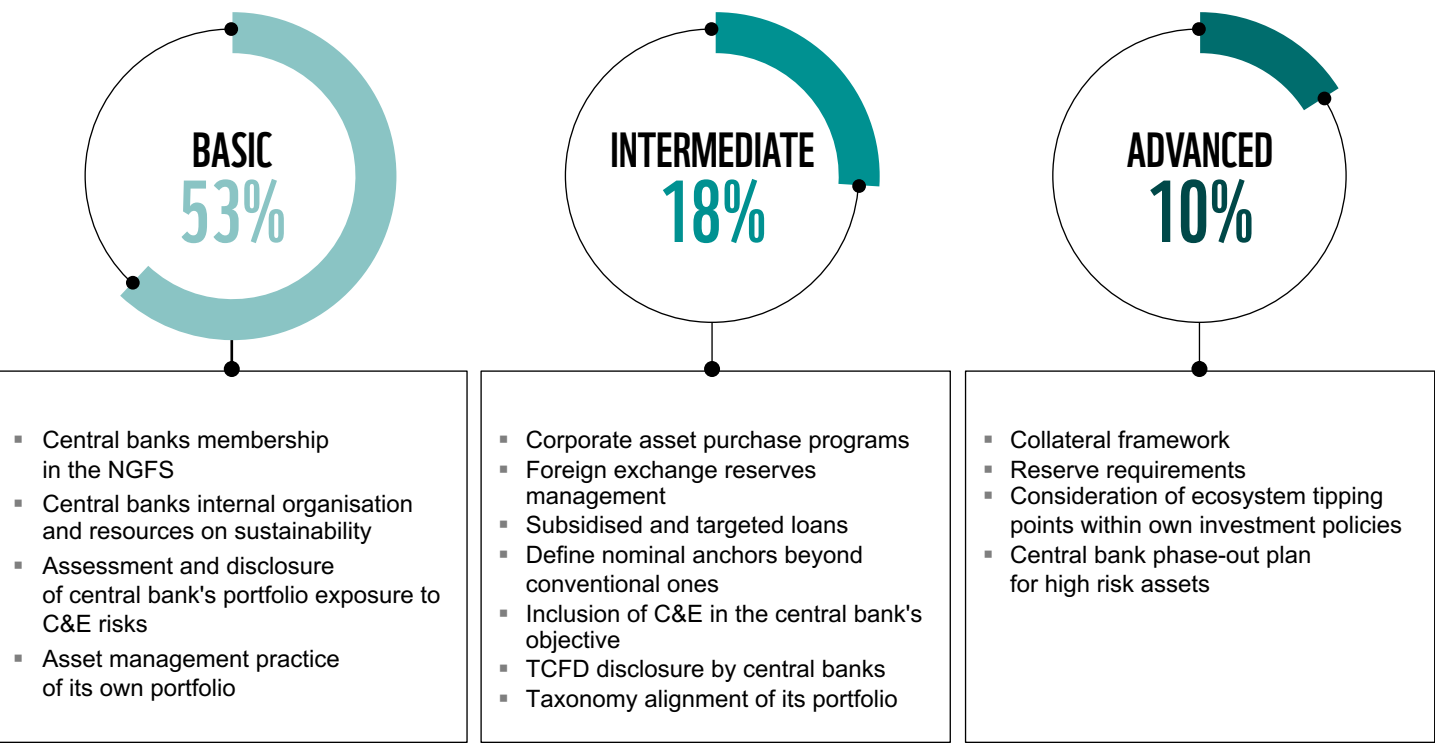 BASIC
53%
INTERMEDIATE
18%
ADVANCED
10%
▪ Central banks membership
in the NGFS
▪ Central banks internal organisation
and resources on sustainability
▪ Assessment and disclosure
of central bank's portfolio exposure to
C&E risks
▪ Asset management practice
of its own portfolio
▪ Corporate asset purchase programs
▪ Foreign exchange reserves
management
▪ Subsidised and targeted loans
▪ Define nominal anchors beyond
conventional ones
▪ Inclusion of C&E in the central bank's
objective
▪ TCFD disclosure by central banks
▪ Taxonomy alignment of its portfolio
▪ Collateral framework
▪ Reserve requirements
▪ Consideration of ecosystem tipping
points within own investment policies
▪ Central bank phase-out plan
for high risk assets